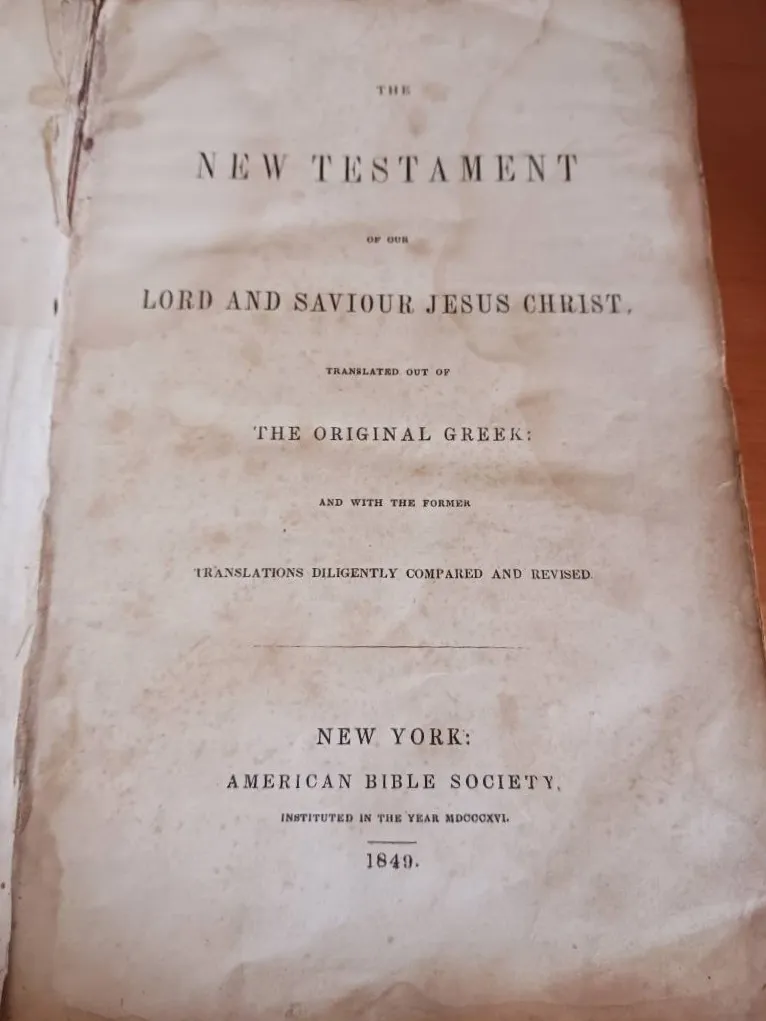 THE
NEW TESTAMENT
OF OUR
LORD AND SAVIOUR JESUS CHRIST,
TRANSLATED OUT OF
THE ORIGINAL GREEK:
AND WITH THE FORMER
TRANSLATIONS DILIGENTLY COMPARED AND REVISED.
NEW YORK:
AMERICAN BIBLE SOCIETY,
INSTITUTED IN THE YEAR MDCCCXVI.
1849.